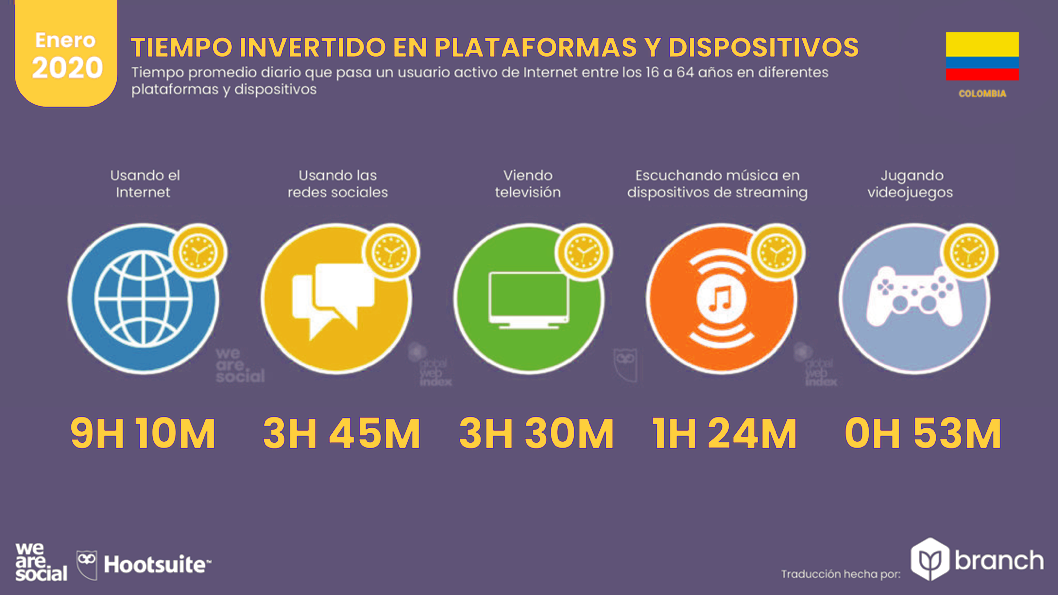 Enero
2020
TIEMPO INVERTIDO EN PLATAFORMAS Y DISPOSITIVOS
Tiempo promedio diario que pasa un usuario activo de Internet entre los 16 a 64 años en diferentes
plataformas y dispositivos
COLOMBIA
Usando el
Internet
Usando las
redes sociales
Viendo
televisión
Escuchando música en
dispositivos de streaming
Jugando
videojuegos
we
are
social
global
web
index
global
web
index
9H 10M
3H 45M
3H 30M
1H 24M
0H 53M
we
are
social
Hootsuite™
Traducción hecha por:
branch